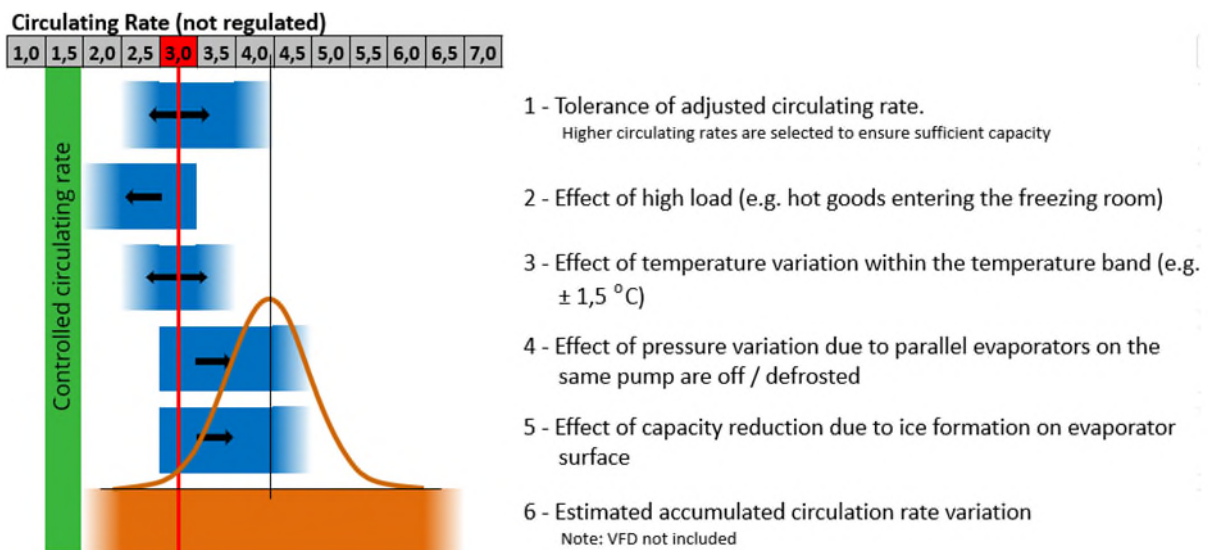 Circulating Rate (not regulated)
1,0 1,5 2,0 2,5 3,0 3,5 4,0 4,5 5,0 5,5 6,0 6,5 7,0
Controlled circulating rate
1 - Tolerance of adjusted circulating rate.
Higher circulating rates are selected to ensure sufficient capacity
2 - Effect of high load (e.g. hot goods entering the freezing room)
3 - Effect of temperature variation within the temperature band (e.g.
± 1,5 °C)
4 - Effect of pressure variation due to parallel evaporators on the
same pump are off / defrosted
5 - Effect of capacity reduction due to ice formation on evaporator
surface
6 - Estimated accumulated circulation rate variation
Note: VFD not included